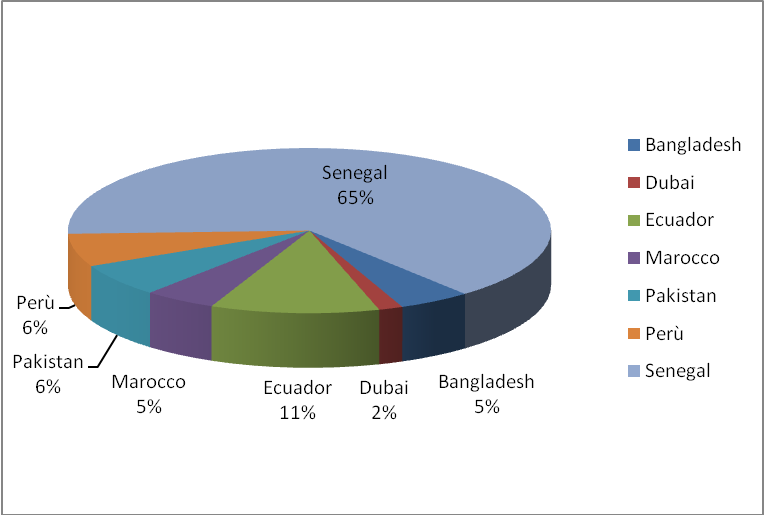 Senegal
65%
Perù
6%
Pakistan
6%
Marocco
5%
Ecuador
11%
Dubai
2%
Bangladesh
5%
Bangladesh
Dubai
Ecuador
Marocco
Pakistan
Perù
Senegal